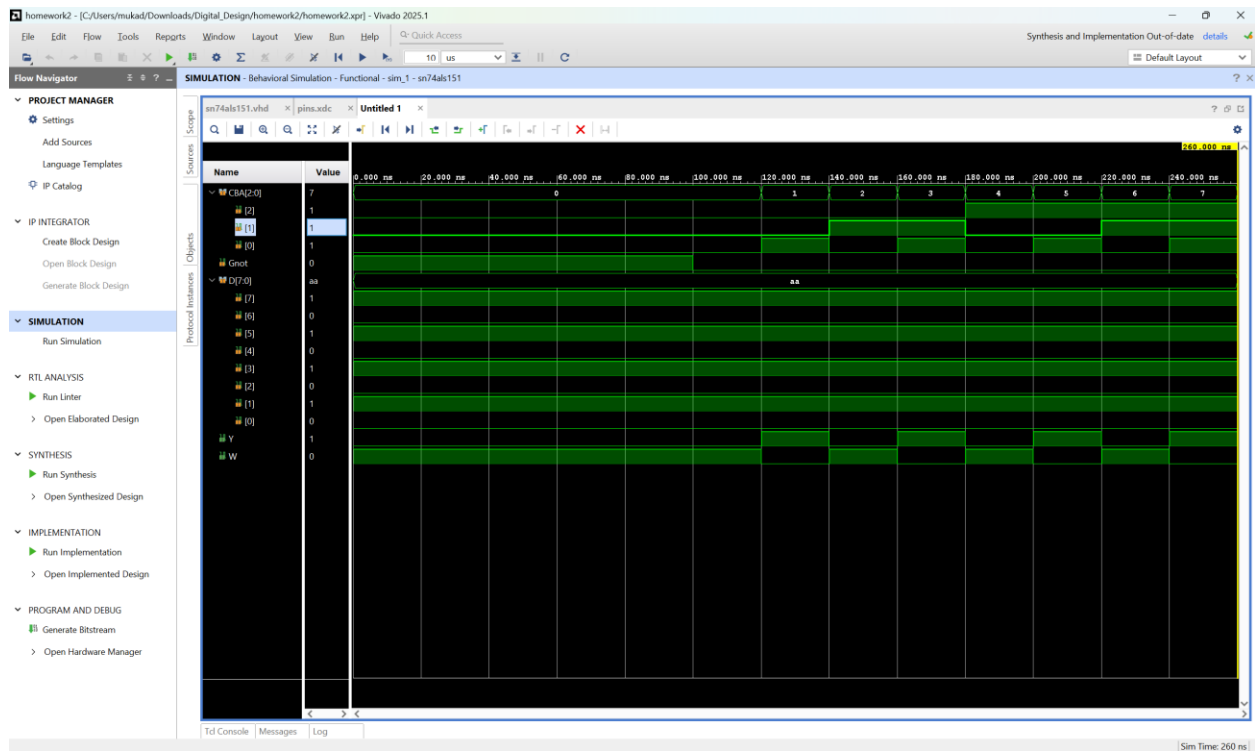 homework2 - [C:/Users/mukad/Downloads/Digital_Design/homework2/homework2.xpr] - Vivado 2025.1
File Edit Flow Tools Reports Window Layout View Run Help Quick Access
Synthesis and Implementation Out-of-date details
10 us
Default Layout
Flow Navigator
SIMULATION - Behavioral Simulation - Functional - sim_1 - sn74als151
PROJECT MANAGER
Settings
Add Sources
Language Templates
IP Catalog
IP INTEGRATOR
Create Block Design
Open Block Design
Generate Block Design
SIMULATION
Run Simulation
RTL ANALYSIS
Run Linter
Open Elaborated Design
SYNTHESIS
Run Synthesis
Open Synthesized Design
IMPLEMENTATION
Run Implementation
Open Implemented Design
PROGRAM AND DEBUG
Generate Bitstream
Open Hardware Manager
Scope
Sources
Objects
Protocol Instances
sn74als151.vhd pins.xdc Untitled 1
260.000 ns
Name Value 0.000 ns 20.000 ns 40.000 ns 60.000 ns 80.000 ns 100.000 ns 120.000 ns 140.000 ns 160.000 ns 180.000 ns 200.000 ns 220.000 ns 240.000 ns
CBA[2:0] 7 0 1 2 3 4 5 6 7
[2] 1
[1] 1
[0] 1
Gnot 0
D[7:0] aa aa
[7] 1
[6] 0
[5] 1
[4] 0
[3] 1
[2] 0
[1] 1
[0] 0
Y 1
W 0
Tcl Console Messages Log
Sim Time: 260 ns